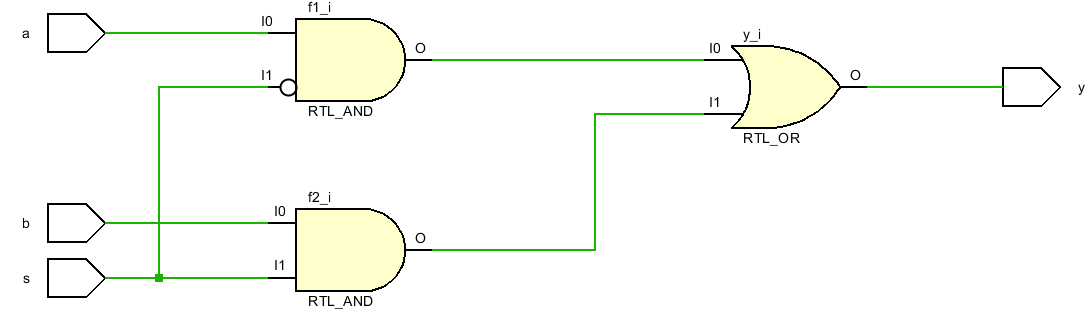 f1_i
a
I0
O
I1
RTL_AND
y_i
I0
O
I1
y
RTL_OR
f2_i
b
I0
O
s
I1
RTL_AND